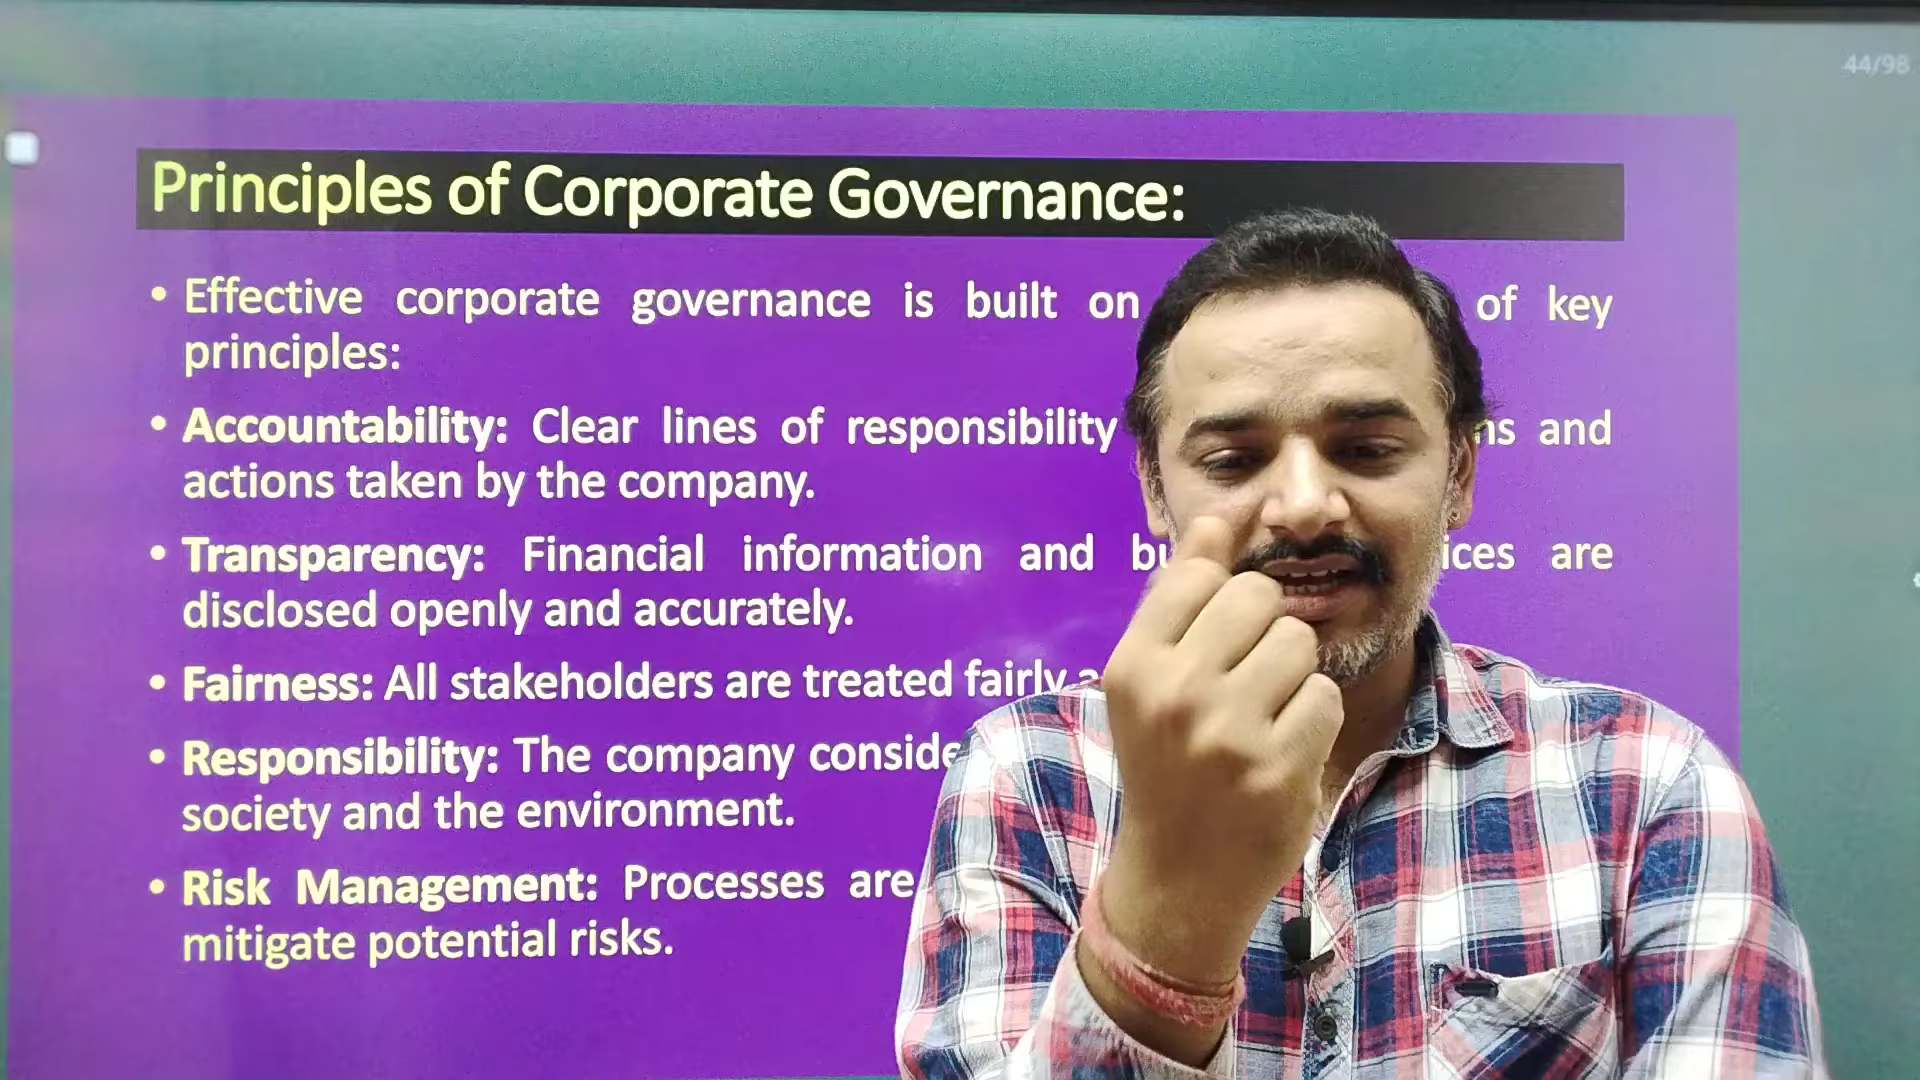 44/98
Principles of Corporate Governance:
• Effective corporate governance is built on of key
principles:
• Accountability: Clear lines of responsibility and
actions taken by the company.
• Transparency: Financial information and are
disclosed openly and accurately.
• Fairness: All stakeholders are treated fairly
• Responsibility: The company
society and the environment.
• Risk Management: Processes are
mitigate potential risks.